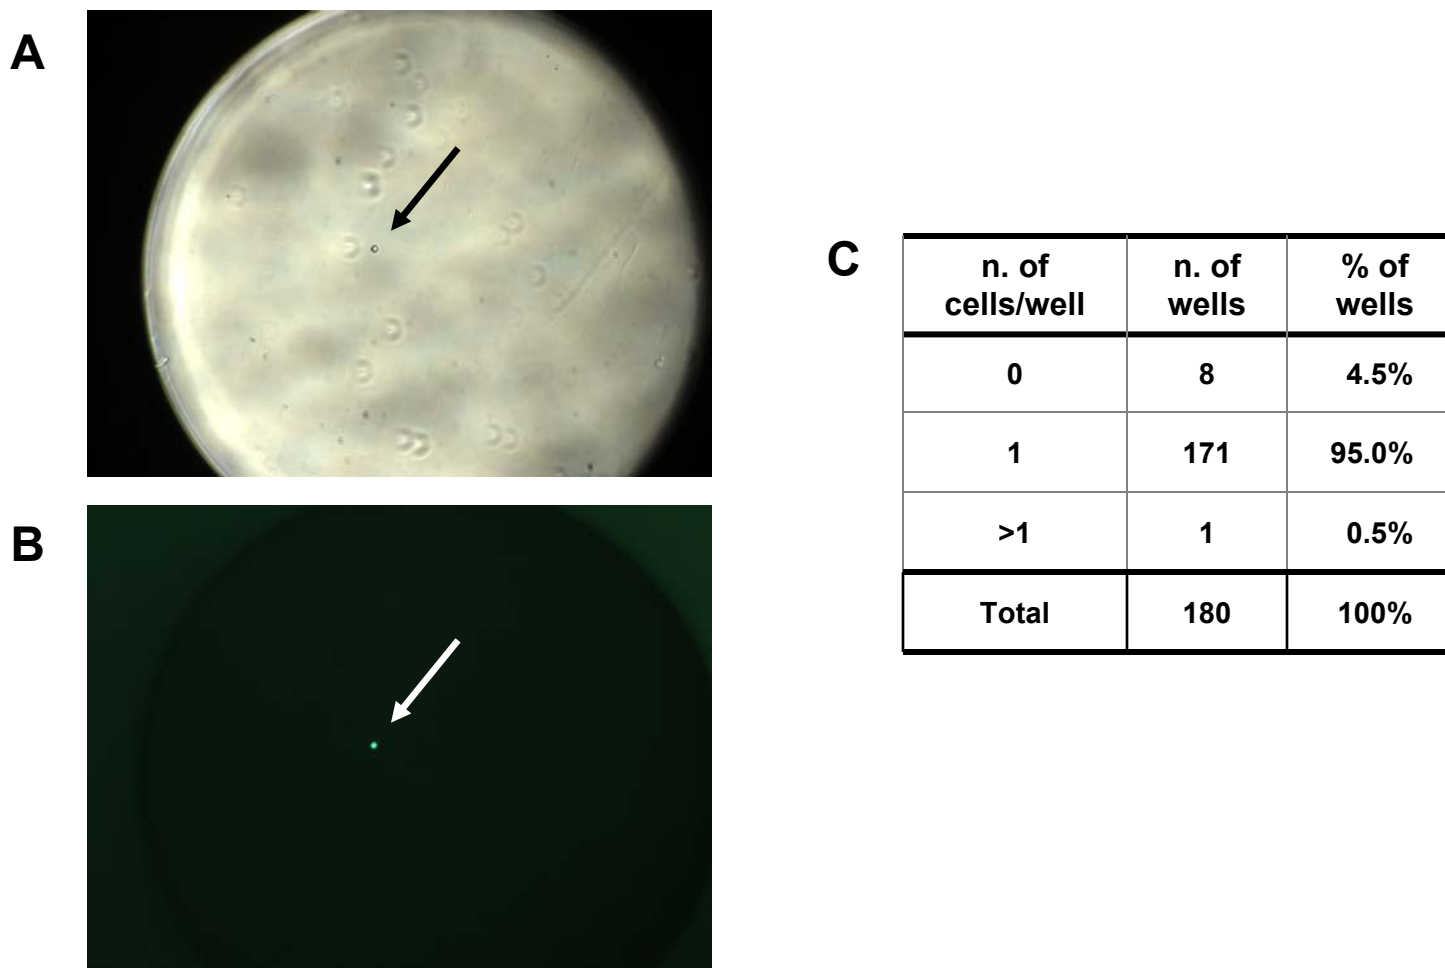 A
B
C
n. of cells/well n. of wells % of wells
0 8 4.5%
1 171 95.0%
>1 1 0.5%
Total 180 100%